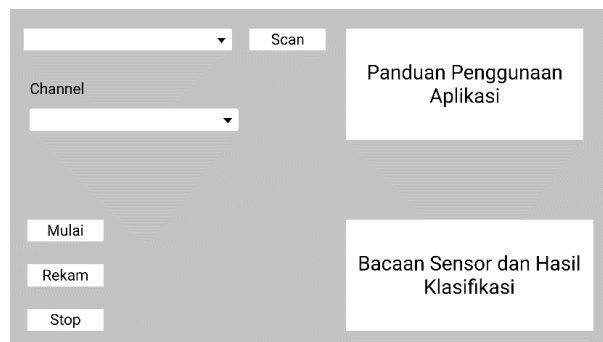 Scan
Panduan Penggunaan
Aplikasi
Channel
Mulai
Rekam
Stop
Bacaan Sensor dan Hasil
Klasifikasi